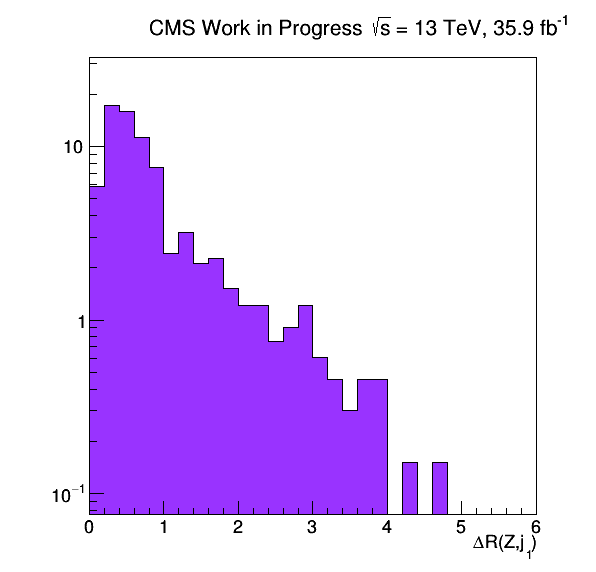 CMS Work in Progress √s = 13 TeV, 35.9 fb⁻¹
10
1
10⁻¹
0 1 2 3 4 5 6
ΔR(Z,j₁)